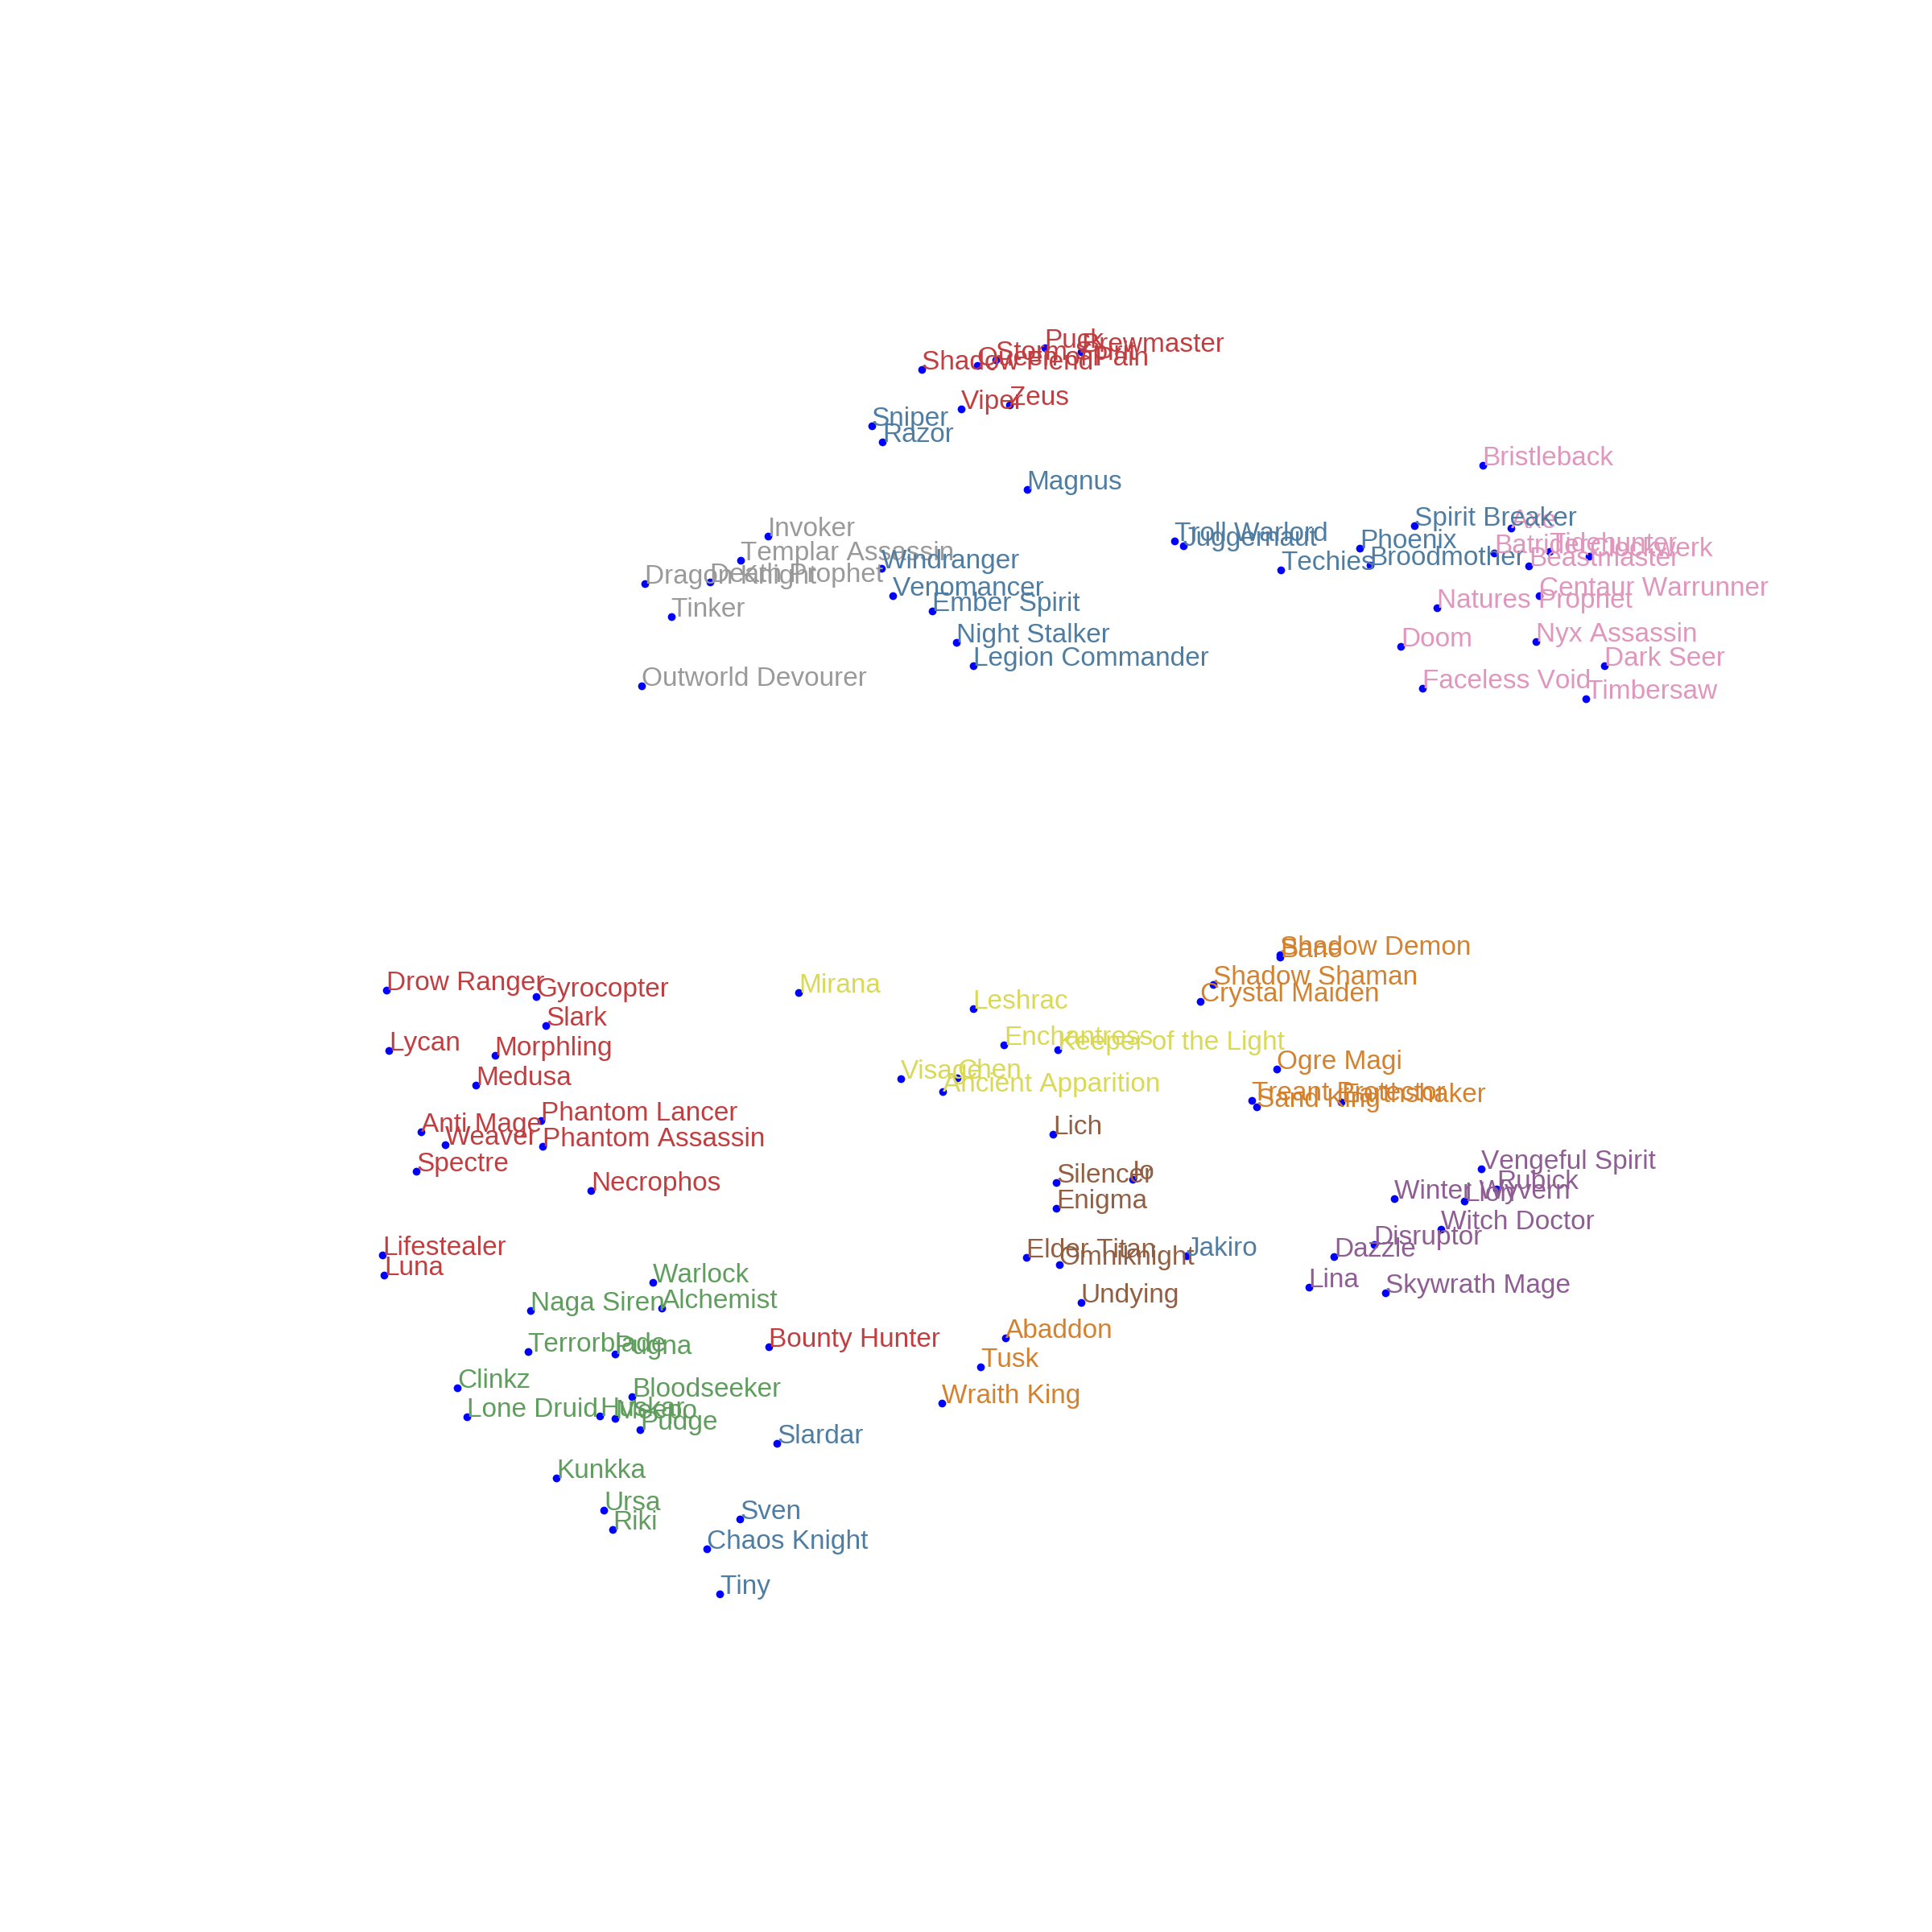 Puck
Brewmaster
Storm Spirit
Queen of Pain
Shadow Fiend
Zeus
Viper
Sniper
Razor
Bristleback
Magnus
Spirit Breaker
Axe
Invoker
Troll Warlord
Juggernaut
Phoenix
Batrider
Tidehunter
Clockwerk
Templar Assassin
Windranger
Techies
Broodmother
Beastmaster
Dragon Knight
Death Prophet
Venomancer
Centaur Warrunner
Tinker
Ember Spirit
Natures Prophet
Night Stalker
Doom
Nyx Assassin
Legion Commander
Dark Seer
Outworld Devourer
Faceless Void
Timbersaw
Shadow Demon
Bane
Shadow Shaman
Drow Ranger
Gyrocopter
Mirana
Crystal Maiden
Leshrac
Slark
Enchantress
Lycan
Morphling
Keeper of the Light
Ogre Magi
Visage
Chen
Medusa
Ancient Apparition
Treant Protector
Earthshaker
Sand King
Phantom Lancer
Anti Mage
Weaver
Phantom Assassin
Lich
Spectre
Necrophos
Silencer
Io
Vengeful Spirit
Rubick
Winter Wyvern
Lion
Enigma
Witch Doctor
Disruptor
Lifestealer
Elder Titan
Omniknight
Jakiro
Dazzle
Luna
Warlock
Lina
Skywrath Mage
Naga Siren
Alchemist
Undying
Terrorblade
Pugna
Bounty Hunter
Abaddon
Tusk
Clinkz
Bloodseeker
Wraith King
Lone Druid
Huskar
Meepo
Pudge
Slardar
Kunkka
Ursa
Riki
Sven
Chaos Knight
Tiny